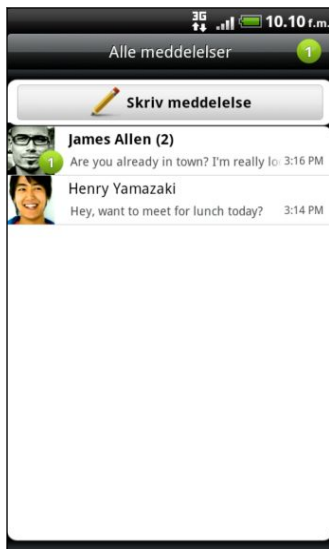 3G 10.10 f.m.
Alle meddelelser 1
Skriv meddelelse
James Allen (2)
1 Are you already in town? I'm really lo 3:16 PM
Henry Yamazaki
Hey, want to meet for lunch today? 3:14 PM